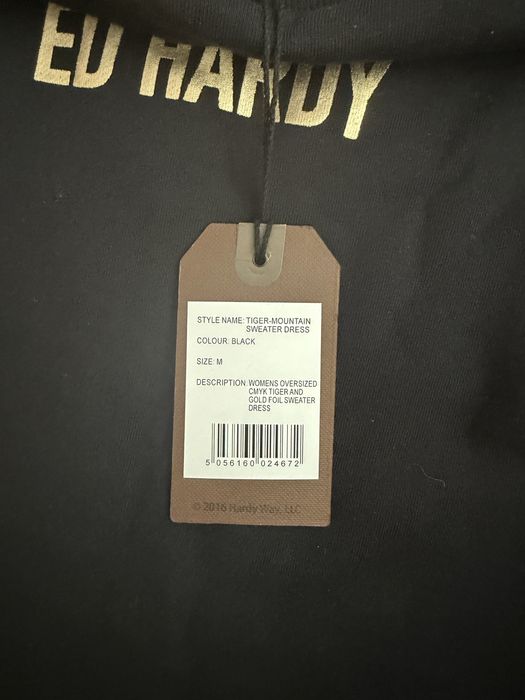 ED HARDY
STYLE NAME: TIGER-MOUNTAIN
SWEATER DRESS
COLOUR: BLACK
SIZE: M
DESCRIPTION: WOMENS OVERSIZED
CMYK TIGER AND
GOLD FOIL SWEATER
DRESS
5 056160 024672
© 2016 Hardy Way, LLC